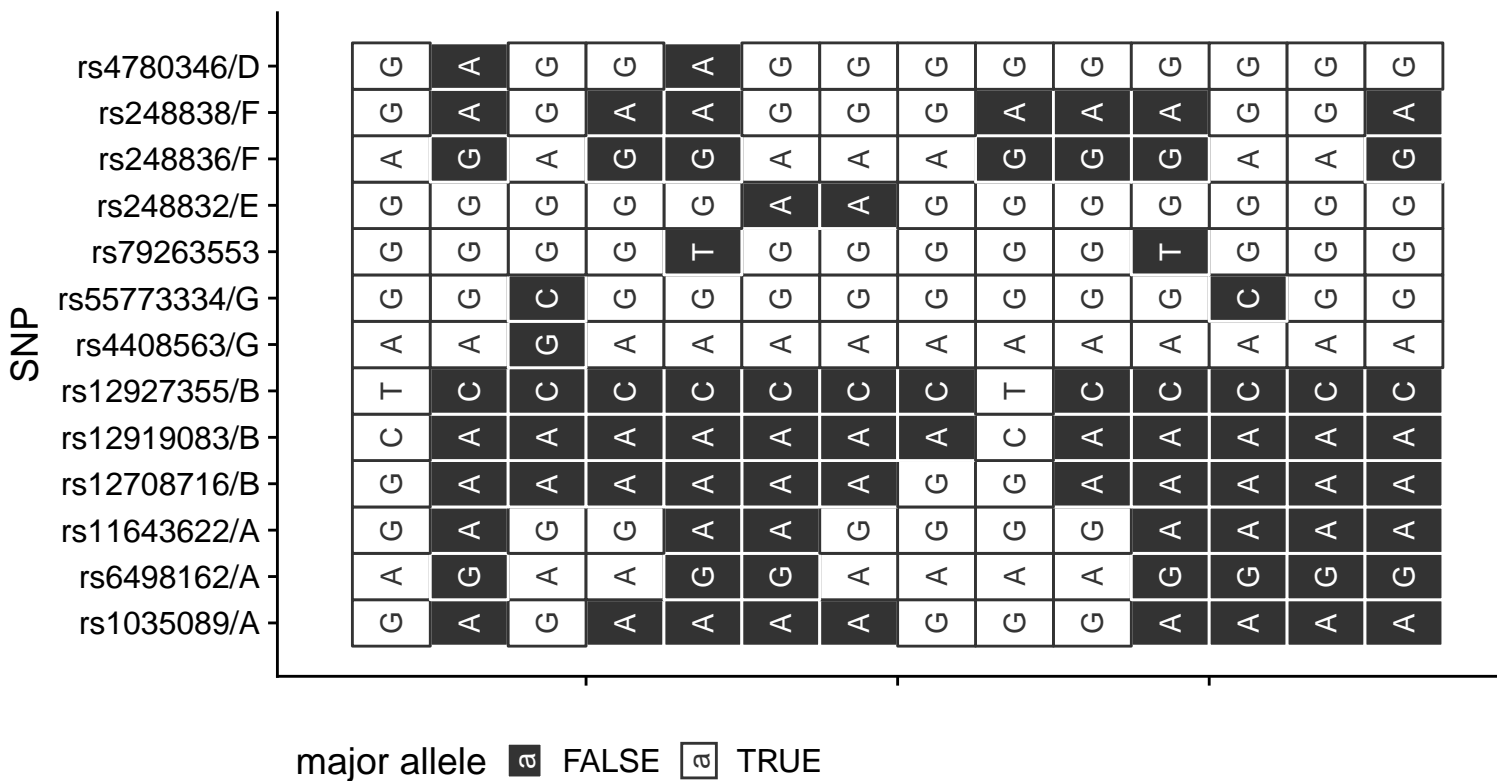 rs4780346/D G A G G A G G G G G G G G G
rs248838/F G A G A A G G G A A A G G A
rs248836/F A G A G G A A A G G G A A G
rs248832/E G G G G G A A G G G G G G G
rs79263553 G G G G T G G G G G T G G G
rs55773334/G G G C G G G G G G G G C G G
rs4408563/G A A G A A A A A A A A A A A
rs12927355/B T C C C C C C C T C C C C C
rs12919083/B C A A A A A A A C A A A A A
rs12708716/B G A A A A A A G G A A A A A
rs11643622/A G A G G A A G G G G A A A A
rs6498162/A A G A A G G A A A A G G G G
rs1035089/A G A G A A A A G G G A A A A
SNP
major allele a FALSE a TRUE